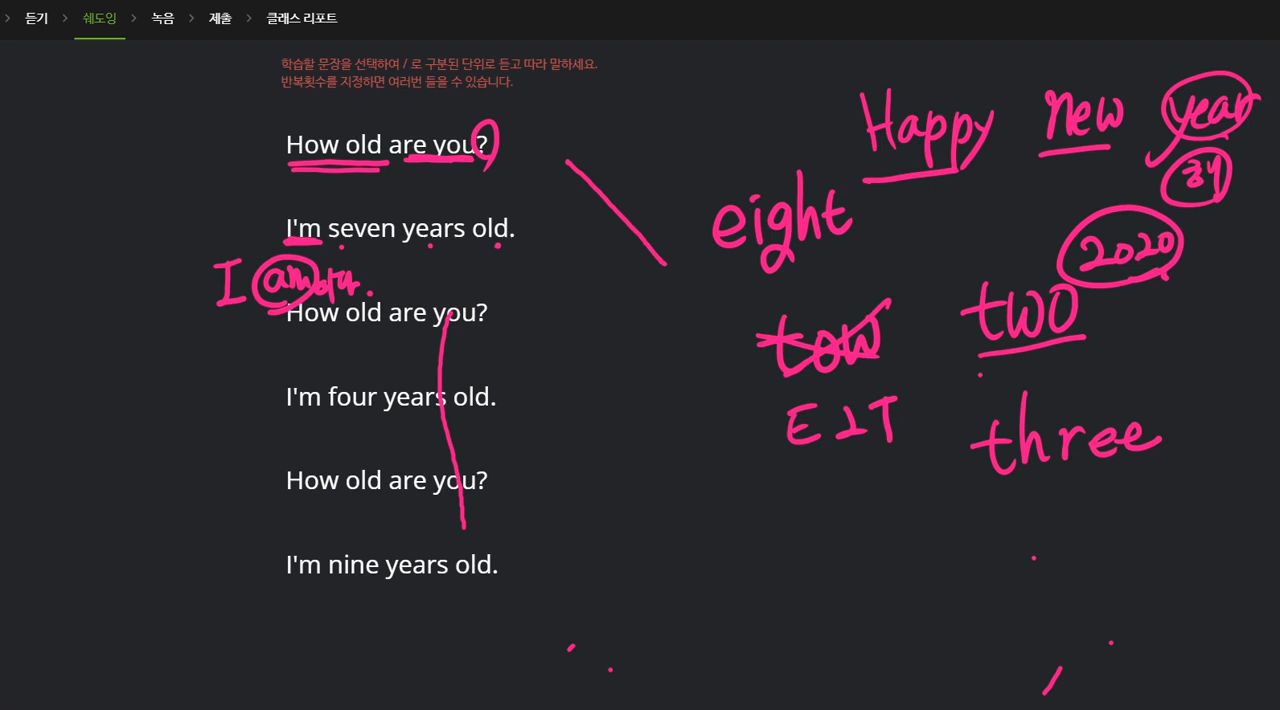 듣기 쉐도잉 녹음 제출 클래스 리포트
학습할 문장을 선택하여 / 로 구분된 단위로 듣고 따라 말하세요.
반복횟수를 지정하면 여러번 들을 수 있습니다.
How old are you?
I'm seven years old.
I am
How old are you?
I'm four years old.
How old are you?
I'm nine years old.
Happy new year
해
eight
2020
tow two
three